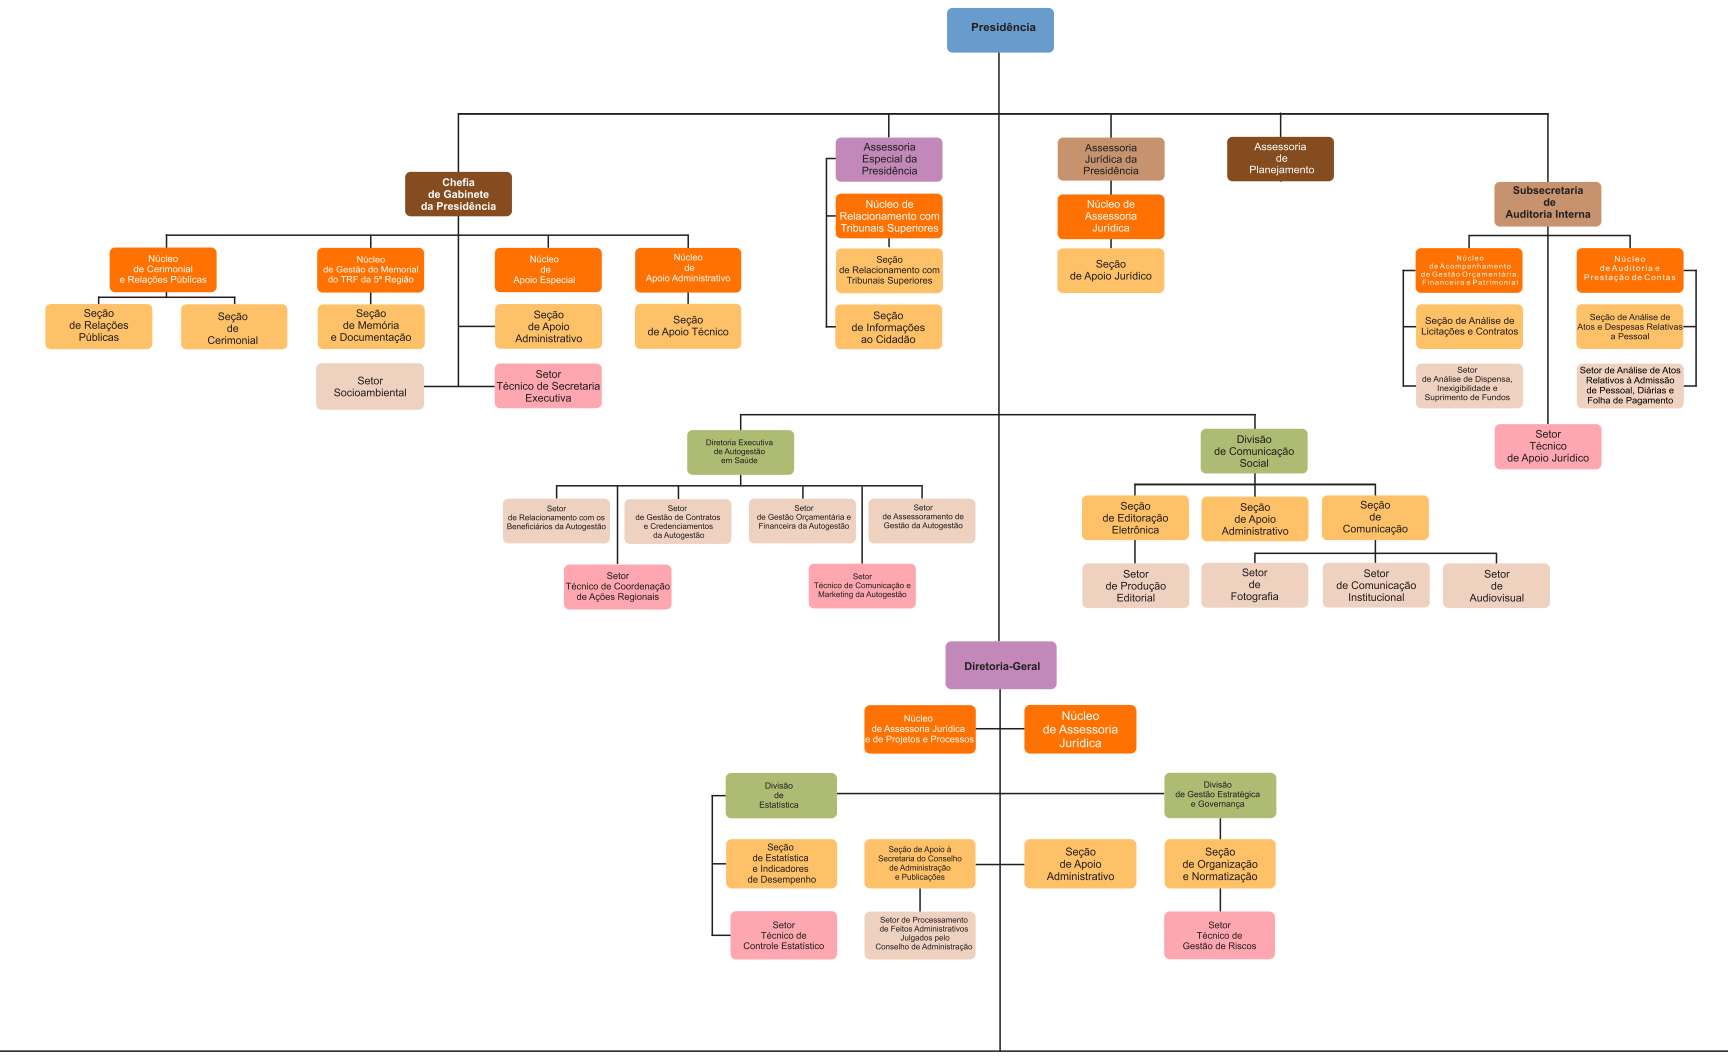 Presidência
Assessoria
Especial da
Presidência
Assessoria
Jurídica da
Presidência
Assessoria
de
Planejamento
Chefia
de Gabinete
da Presidência
Subsecretaria
de
Auditoria Interna
Núcleo de
Relacionamento com
Tribunais Superiores
Núcleo de
Assessoria
Jurídica
Núcleo
de Cerimonial
e Relações Públicas
Núcleo
de Gestão do Memorial
do TRF da 5ª Região
Núcleo
de
Apoio Especial
Núcleo
de
Apoio Administrativo
Seção
de Relacionamento com
Tribunais Superiores
Seção
de Apoio Jurídico
Núcleo
de Acompanhamento
de Gestão Orçamentária,
Financeira e Patrimonial
Núcleo
de Auditoria e
Prestação de Contas
Seção
de Relações
Públicas
Seção
de
Cerimonial
Seção
de Memória
e Documentação
Seção
de Apoio
Administrativo
Seção
de Apoio Técnico
Seção
de Informações
ao Cidadão
Seção de Análise de
Licitações e Contratos
Seção de Análise de
Atos e Despesas Relativas
a Pessoal
Setor
Socioambiental
Setor
Técnico de Secretaria
Executiva
Setor
de Análise de Dispensa,
Inexigibilidade e
Suprimento de Fundos
Setor de Análise de Atos
Relativos á Admissão
de Pessoal, Diárias e
Folha de Pagamento
Diretoria Executiva
de Autogestão
em Saúde
Divisão
de Comunicação
Social
Setor
Técnico
de Apoio Jurídico
Setor
de Relacionamento com os
Beneficiários da Autogestão
Setor
de Gestão de Contratos
e Credenciamentos
da Autogestão
Setor
de Gestão Orçamentária e
Financeira da Autogestão
Setor
de Assessoramento de
Gestão da Autogestão
Seção
de Editoração
Eletrônica
Seção
de Apoio
Administrativo
Seção
de
Comunicação
Setor
Técnico de Coordenação
de Ações Regionais
Setor
Técnico de Comunicação e
Marketing da Autogestão
Setor
de Produção
Editorial
Setor
de
Fotografia
Setor
de Comunicação
Institucional
Setor
de
Audiovisual
Diretoria-Geral
Núcleo
de Assessoria Jurídica
e de Projetos e Processos
Núcleo
de Assessoria
Jurídica
Divisão
de
Estatística
Divisão
de Gestão Estratégica
e Governança
Seção
de Estatística
e Indicadores
de Desempenho
Seção de Apoio à
Secretaria do Conselho
de Administração
e Publicações
Seção
de Apoio
Administrativo
Seção
de Organização
e Normatização
Setor
Técnico de
Controle Estatístico
Setor de Processamento
de Feitos Administrativos
Julgados pelo
Conselho de Administração
Setor
Técnico de
Gestão de Riscos